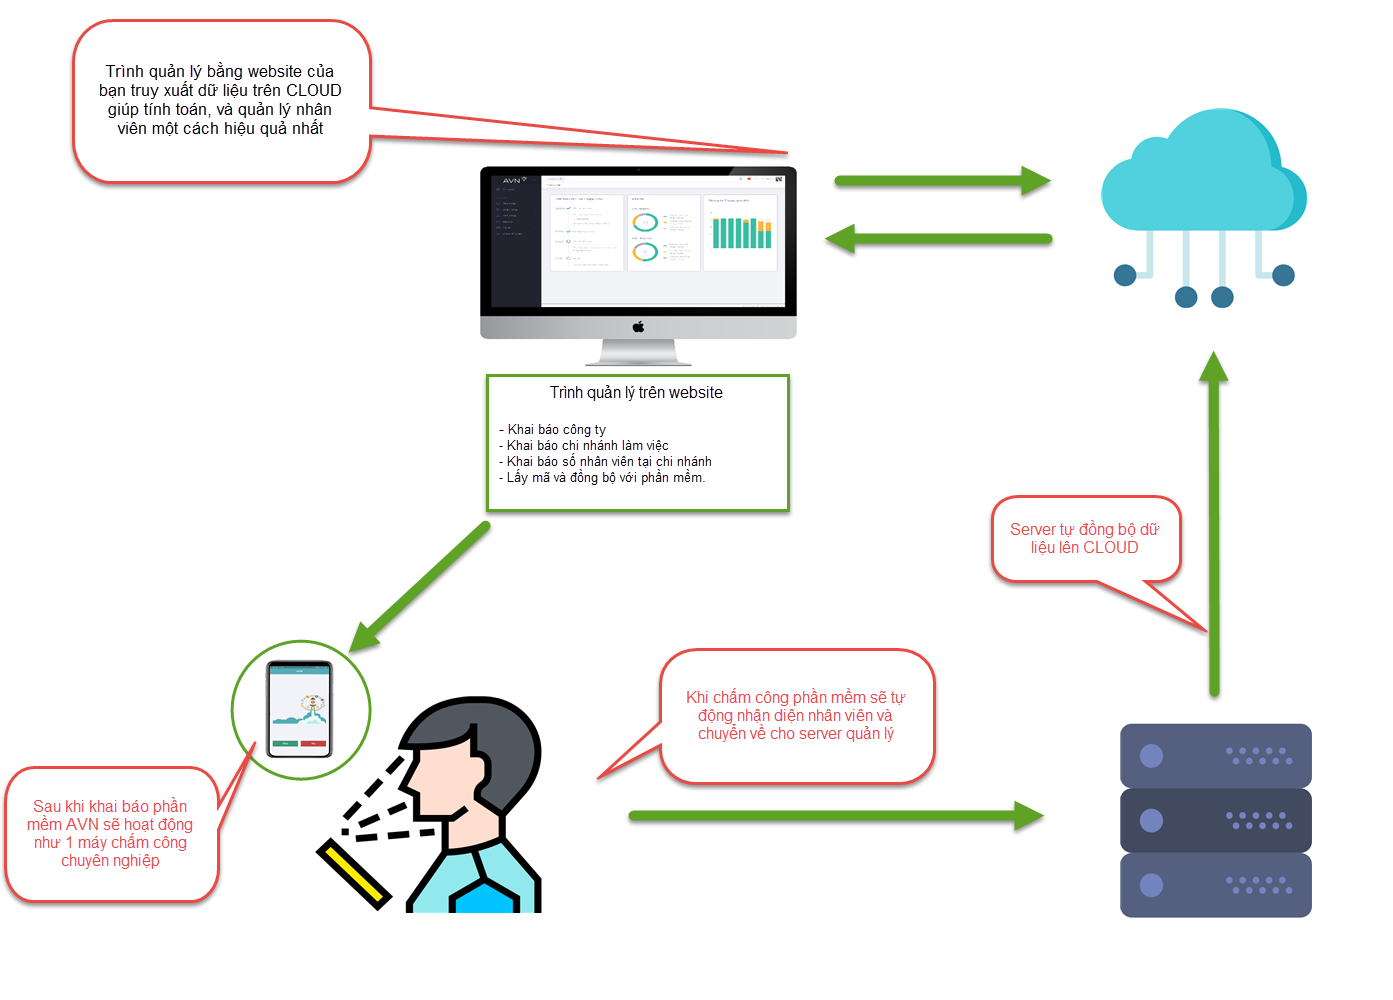 Trình quản lý bằng website của
bạn truy xuất dữ liệu trên CLOUD
giúp tính toán, và quản lý nhân
viên một cách hiệu quả nhất
AVN
Trình quản lý trên website
- Khai báo công ty
- Khai báo chi nhánh làm việc
- Khai báo số nhân viên tại chi nhánh
- Lấy mã và đồng bộ với phần mềm.
Server tự đồng bộ dữ
liệu lên CLOUD
Khi chấm công phần mềm sẽ tự
động nhận diện nhân viên và
chuyển về cho server quản lý
Sau khi khai báo phần
mềm AVN sẽ hoạt động
như 1 máy chấm công
chuyên nghiệp